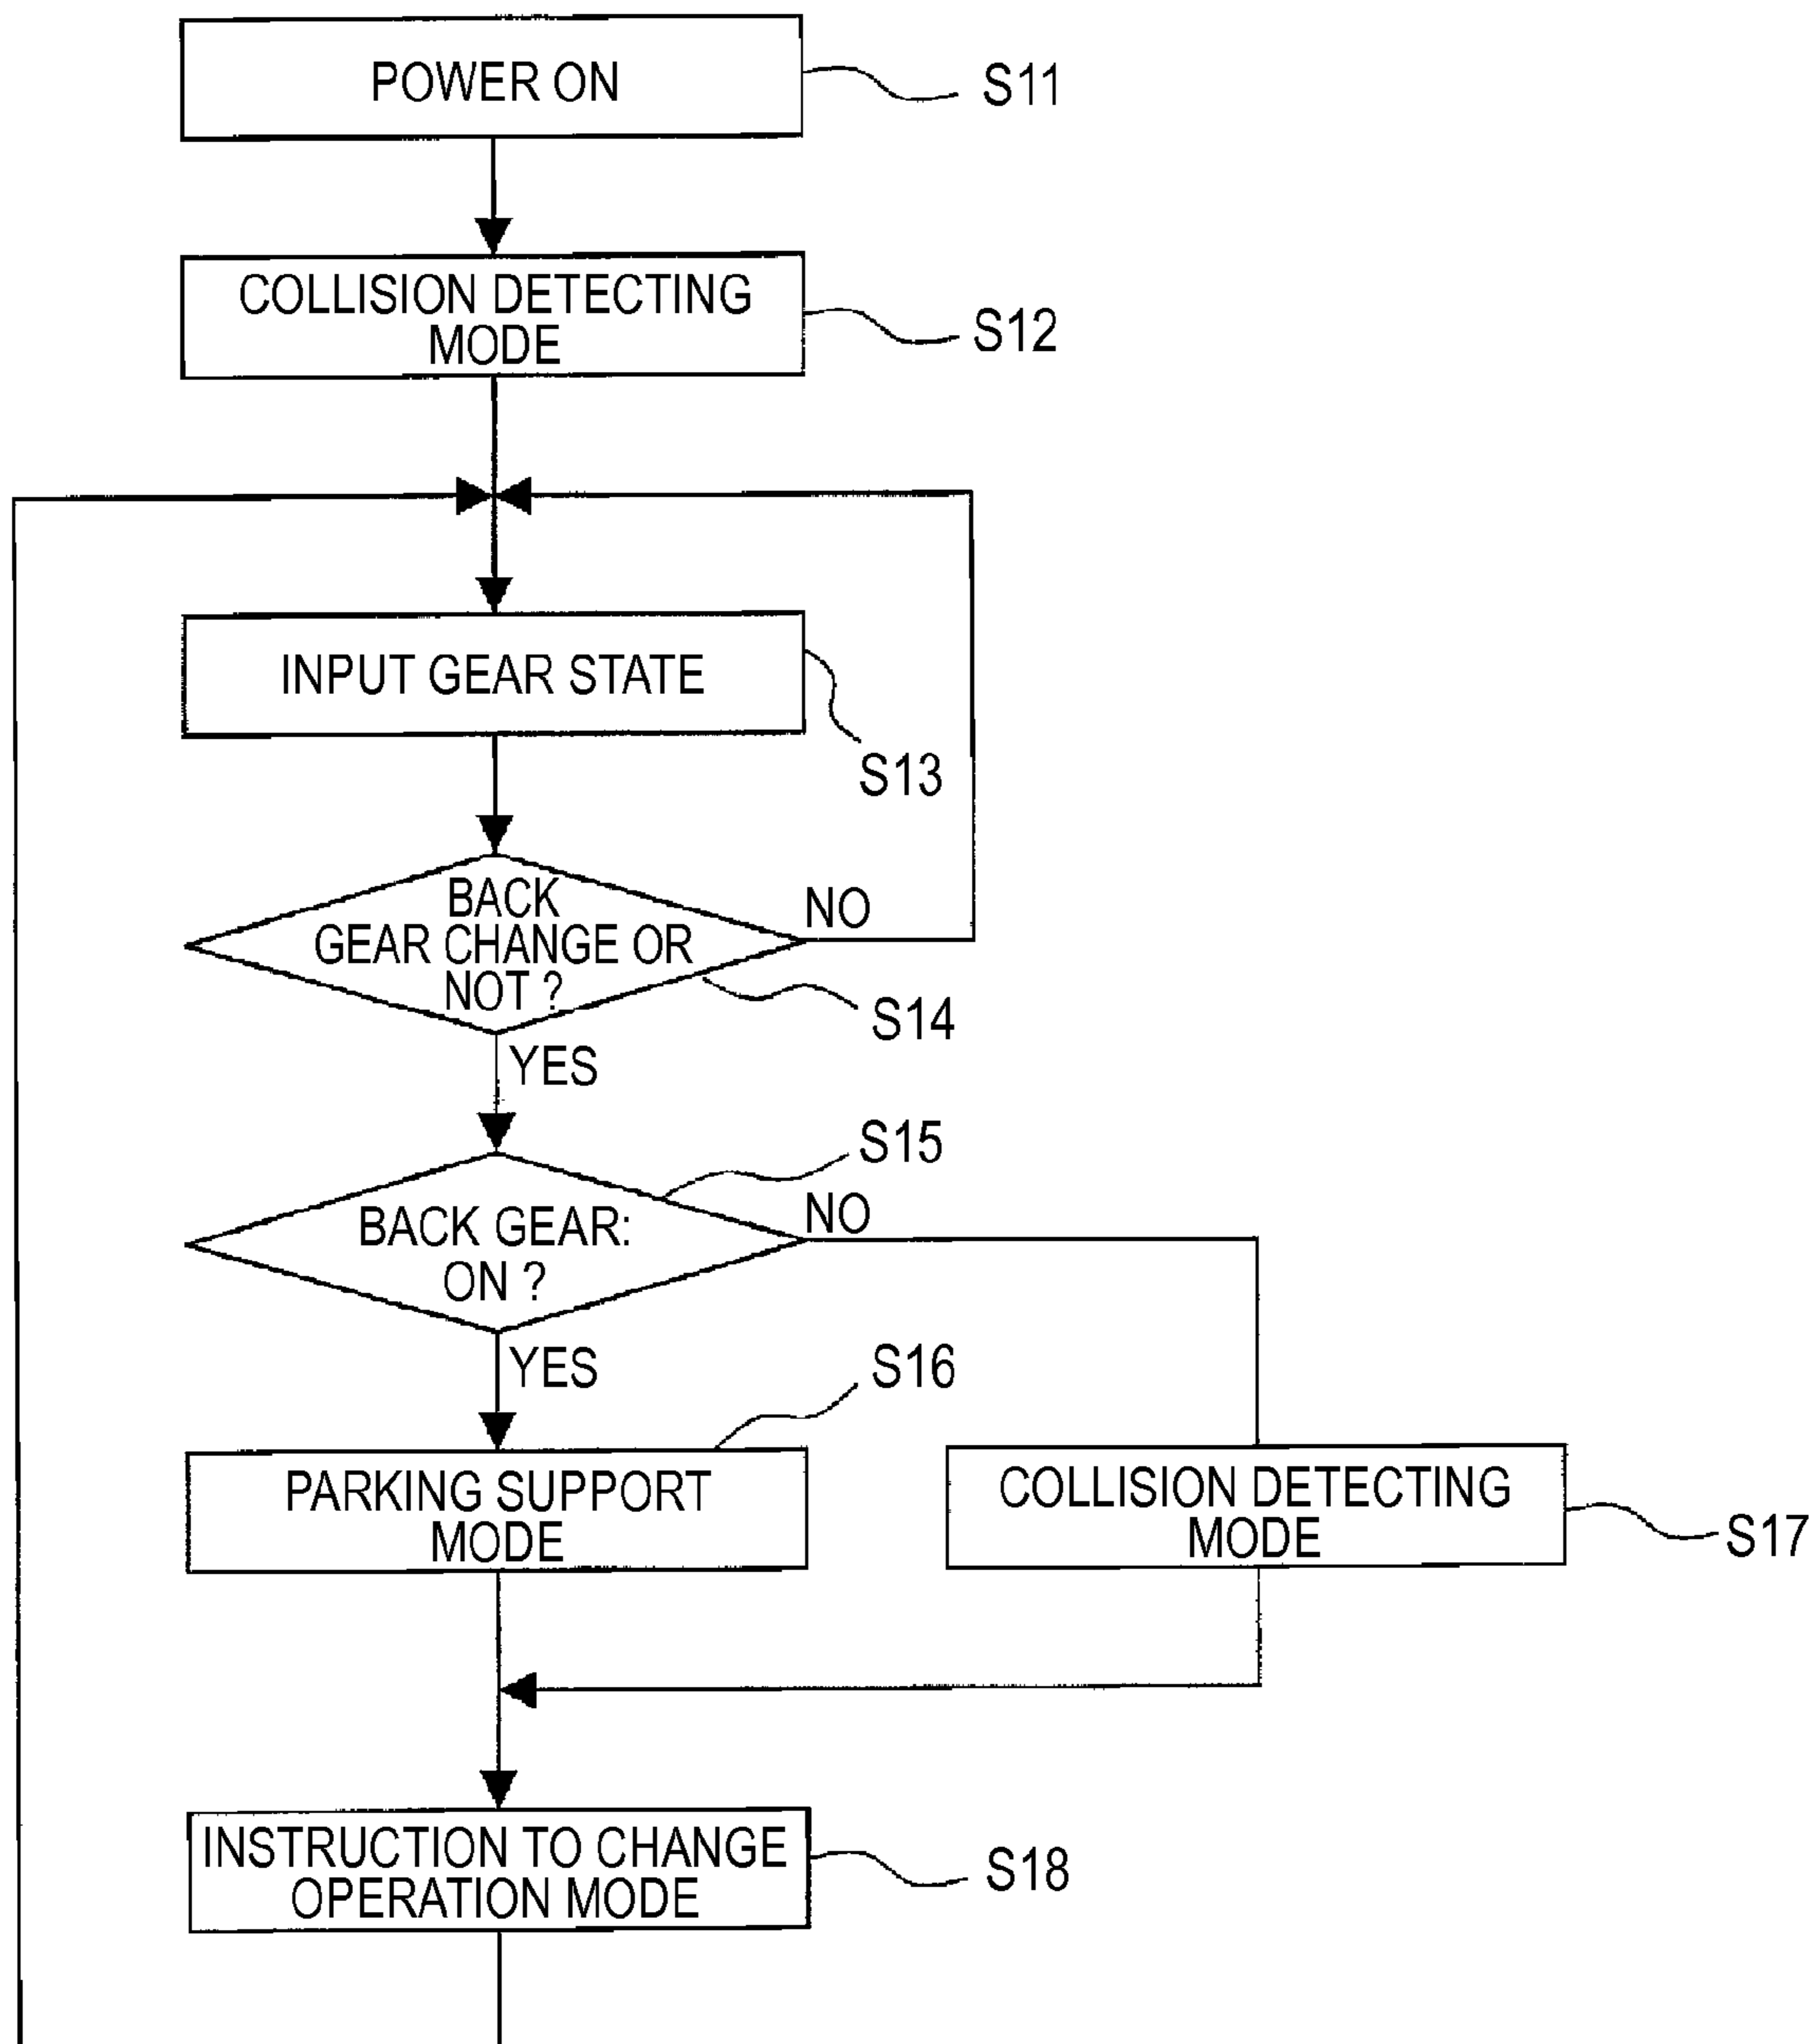 POWER ON
S11
COLLISION DETECTING
MODE
S12
INPUT GEAR STATE
S13
BACK
GEAR CHANGE OR
NOT ?
NO
S14
YES
S15
BACK GEAR:
ON ?
NO
YES
S16
PARKING SUPPORT
MODE
COLLISION DETECTING
MODE
S17
INSTRUCTION TO CHANGE
OPERATION MODE
S18